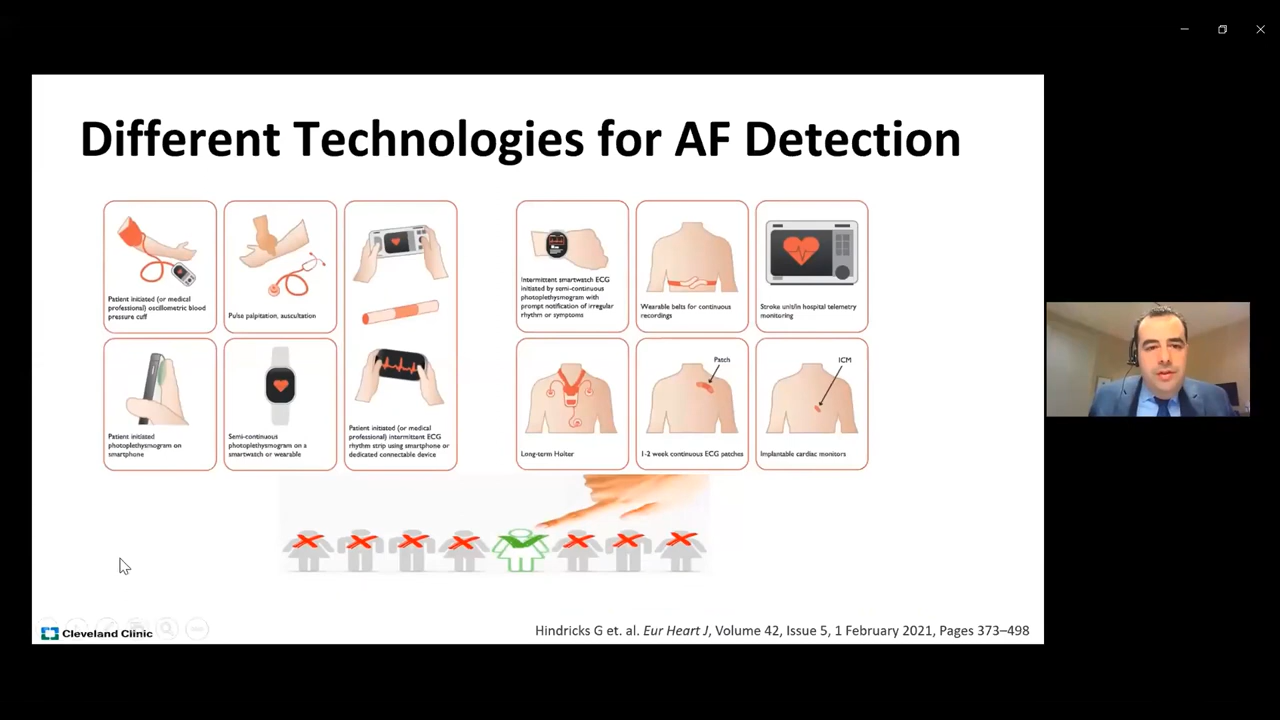 Different Technologies for AF Detection
Patient initiated (or medical
professional) oscillometric blood
pressure cuff
Pulse palpitation, auscultation
Intermittent smartwatch ECG
initiated by semi-continuous
photoplethysmogram with
prompt notification of irregular
rhythm or symptoms
Wearable belts for continuous
recordings
Stroke unit/in hospital telemetry
monitoring
Patient initiated
photoplethysmogram on
smartphone
Semi-continuous
photoplethysmogram on a
smartwatch or wearable
Patient initiated (or medical
professional) intermittent ECG
rhythm strip using smartphone or
dedicated connectable device
Long-term Holter
Patch
1-2 week continuous ECG patches
ICM
Implantable cardiac monitors
Cleveland Clinic
Hindricks G et. al. Eur Heart J, Volume 42, Issue 5, 1 February 2021, Pages 373–498